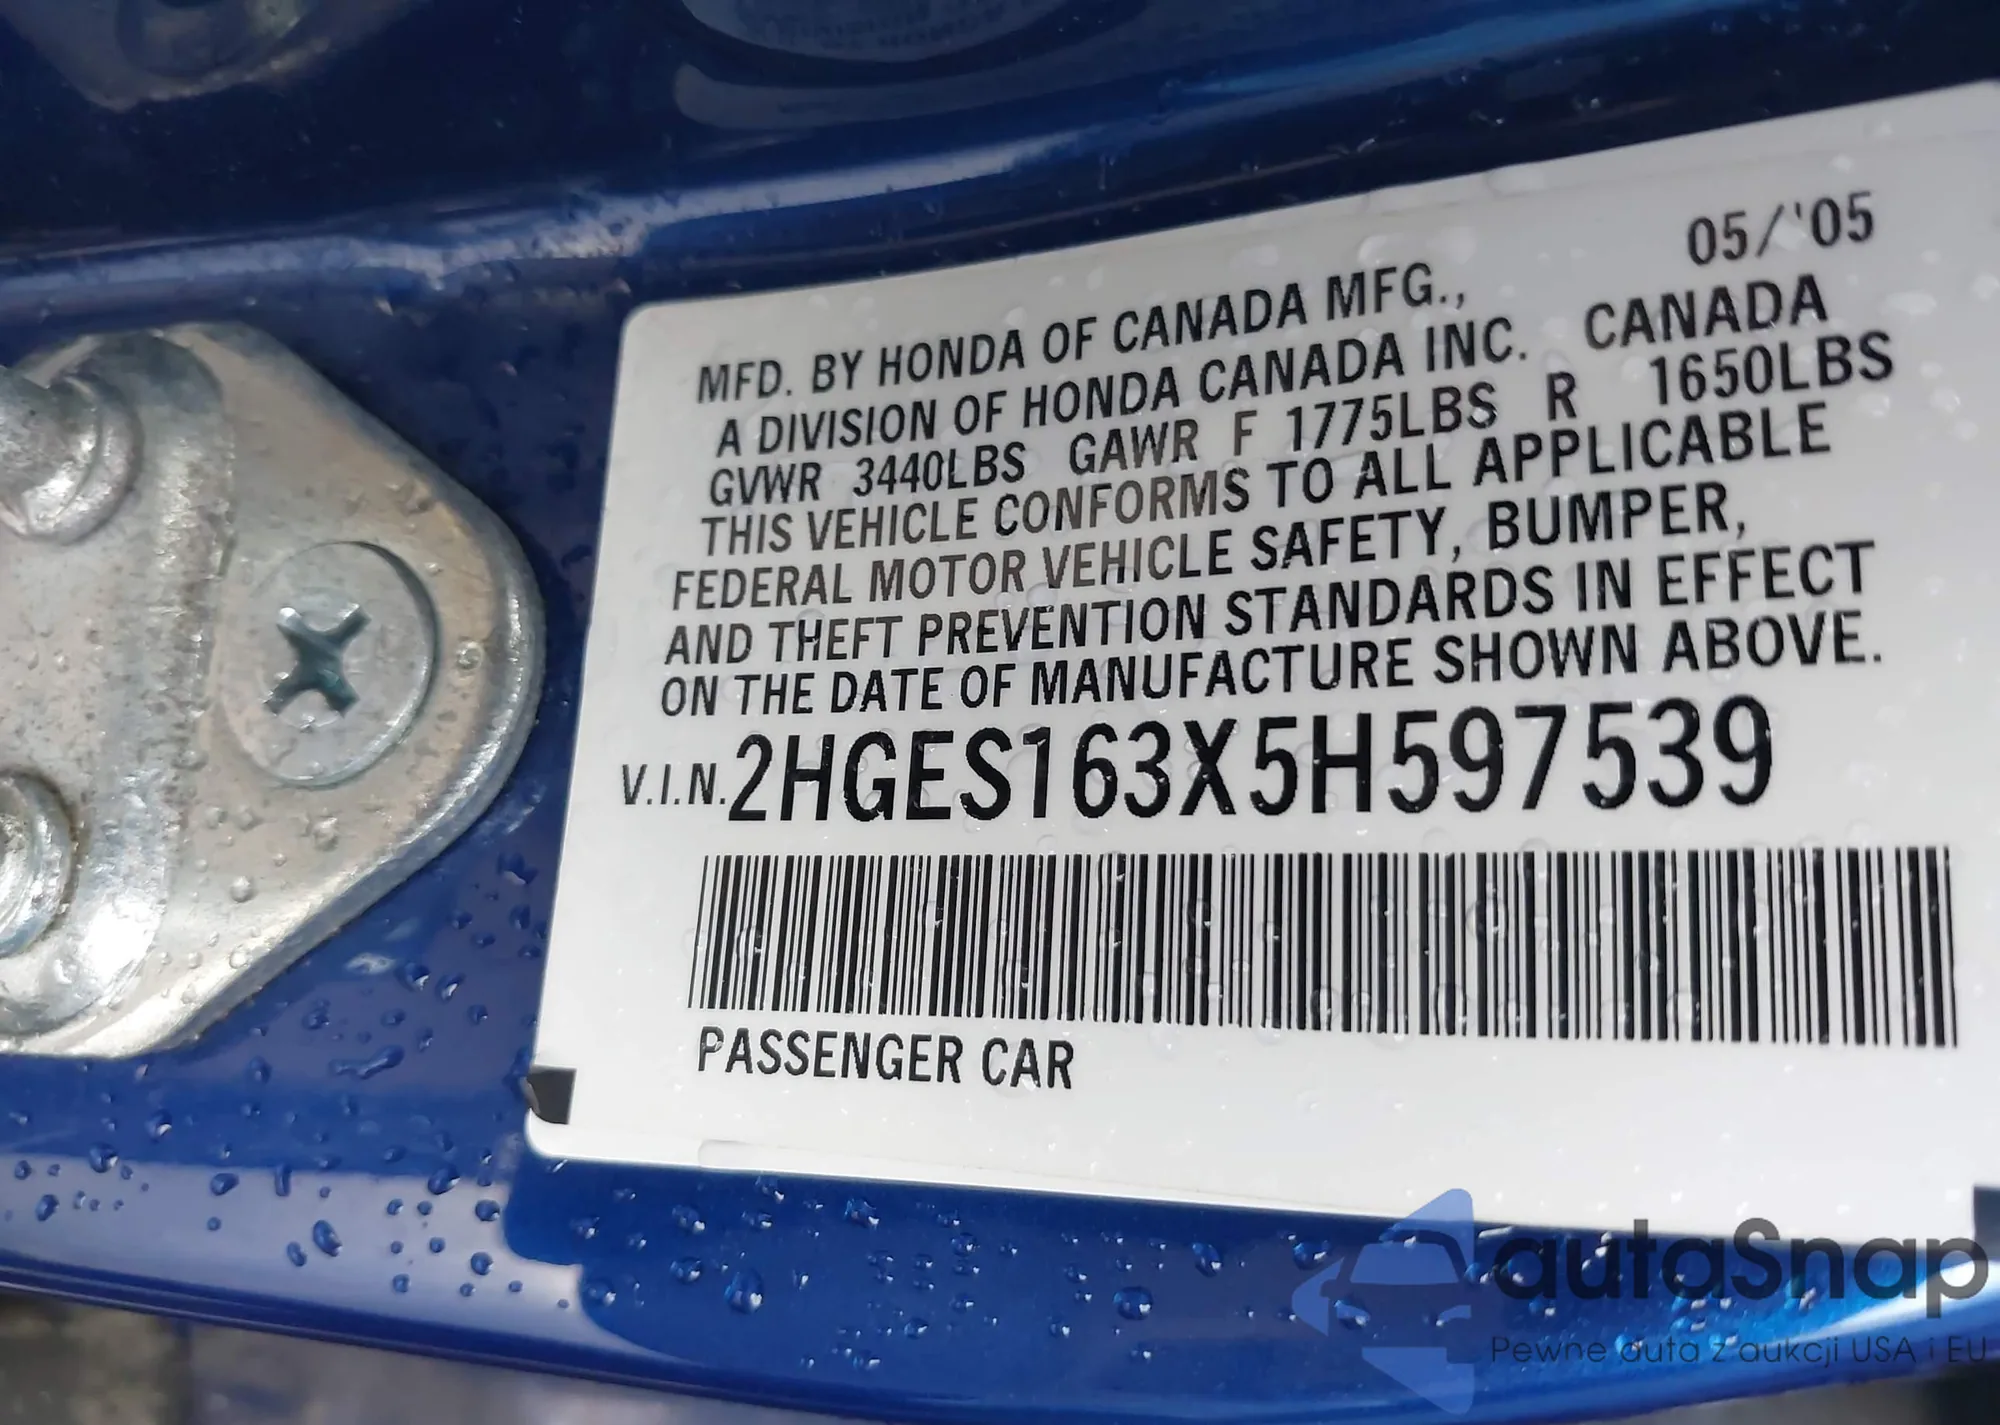 05/'05
MFD. BY HONDA OF CANADA MFG.,
A DIVISION OF HONDA CANADA INC. CANADA
GVWR 3440LBS GAWR F 1775LBS R 1650LBS
THIS VEHICLE CONFORMS TO ALL APPLICABLE
FEDERAL MOTOR VEHICLE SAFETY, BUMPER,
AND THEFT PREVENTION STANDARDS IN EFFECT
ON THE DATE OF MANUFACTURE SHOWN ABOVE.
V.I.N. 2HGES163X5H597539
PASSENGER CAR
autaSnap
Pewne auta z aukcji USA i EU